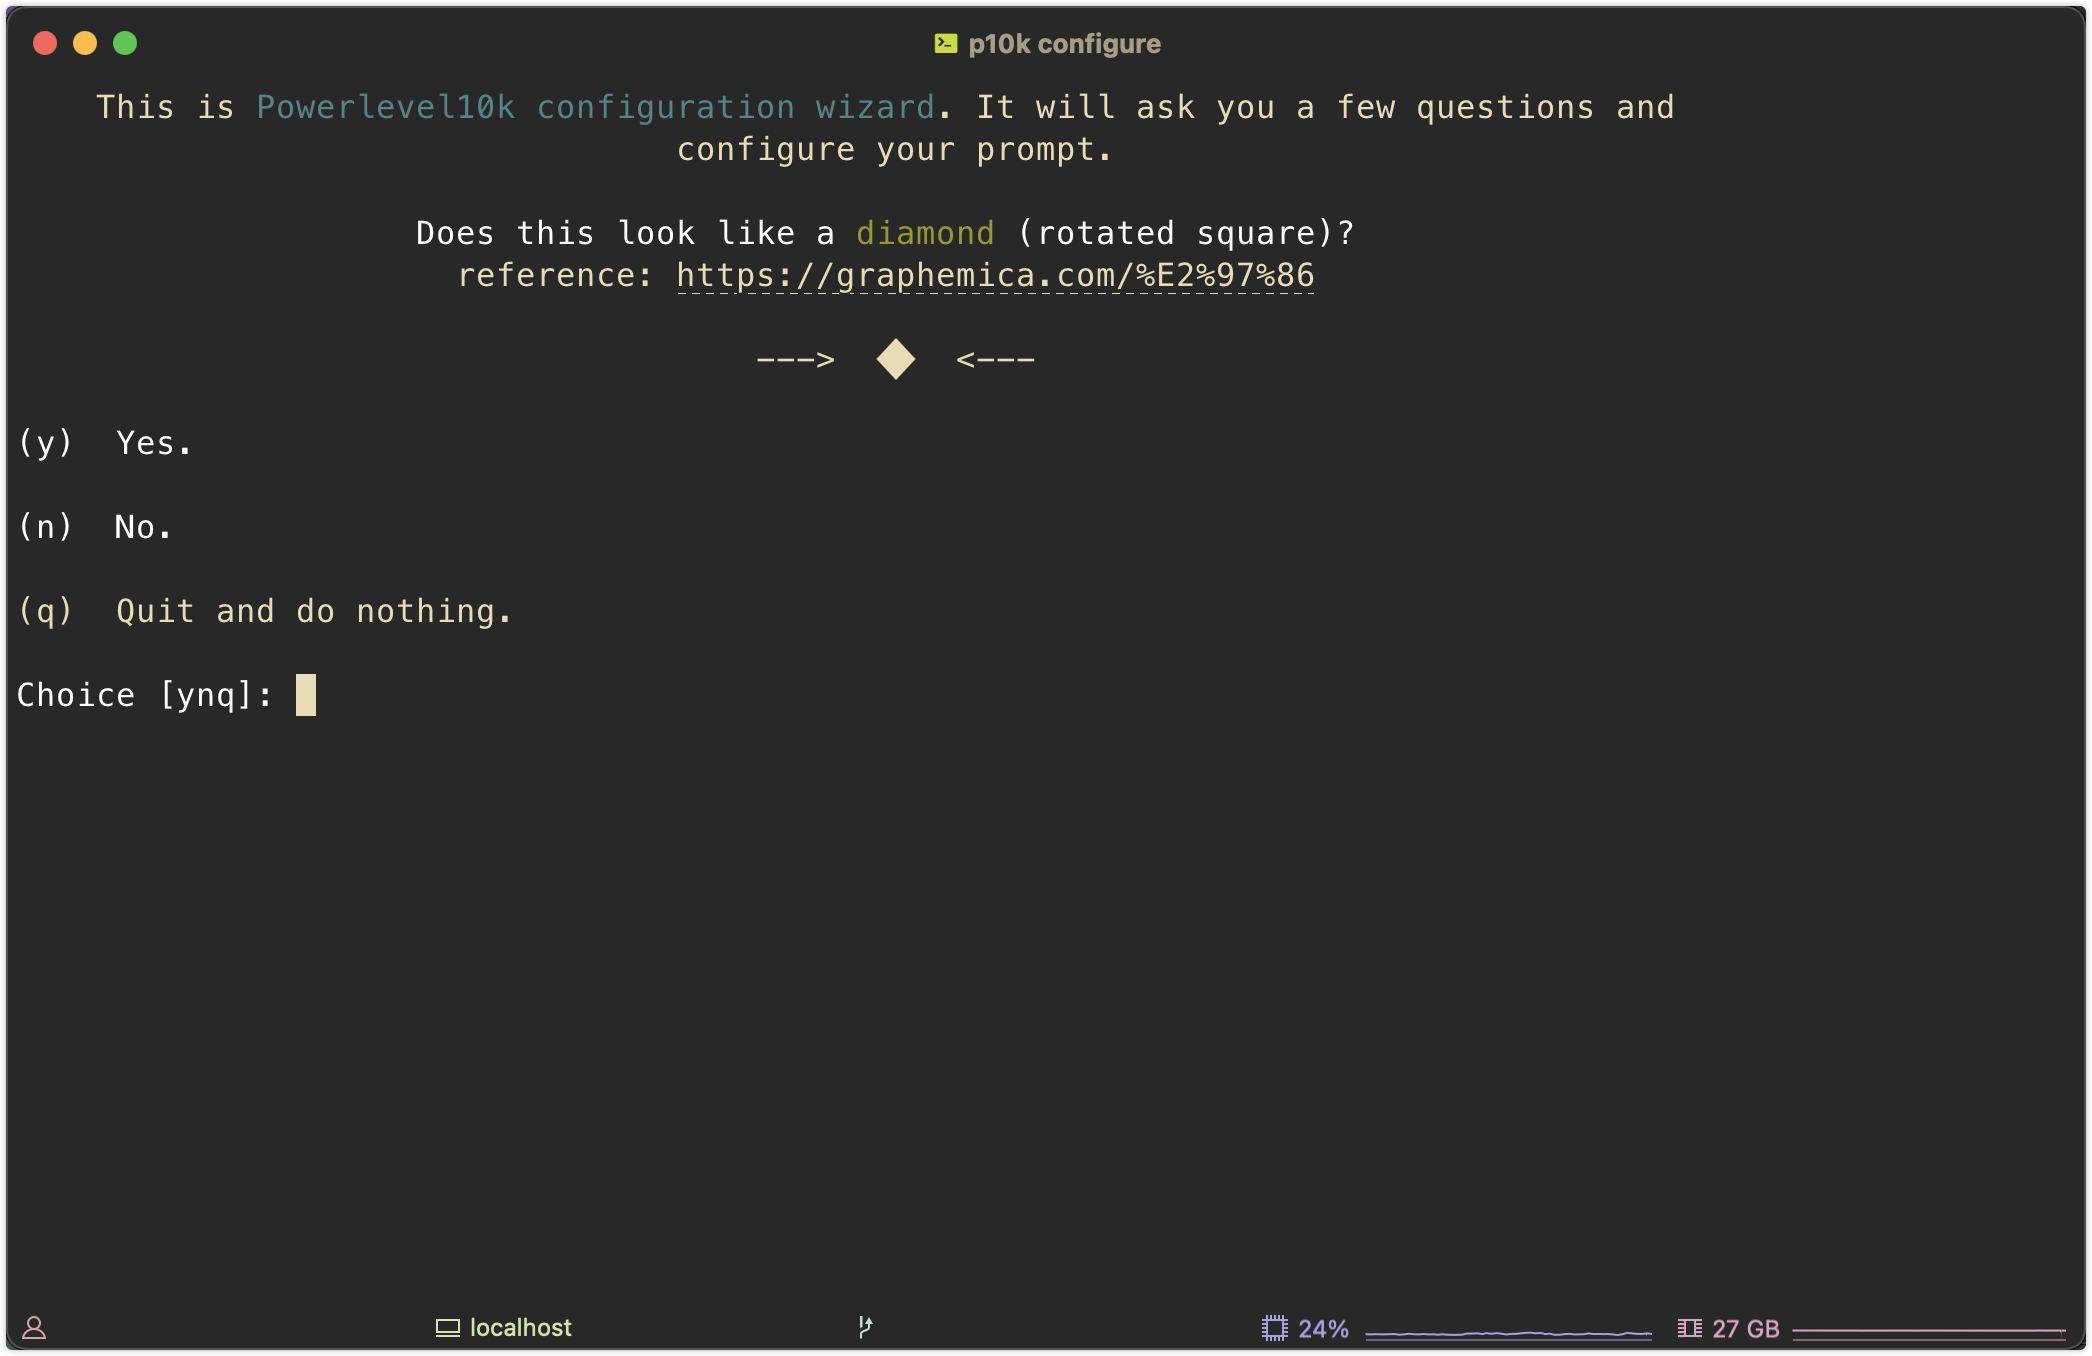 p10k configure
This is Powerlevel10k configuration wizard. It will ask you a few questions and
configure your prompt.
Does this look like a diamond (rotated square)?
reference: https://graphemica.com/%E2%97%86
---> ◆ <---
(y) Yes.
(n) No.
(q) Quit and do nothing.
Choice [ynq]:
localhost 24% 27 GB